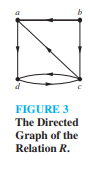 a b
d c
FIGURE 3
The Directed
Graph of the
Relation R.